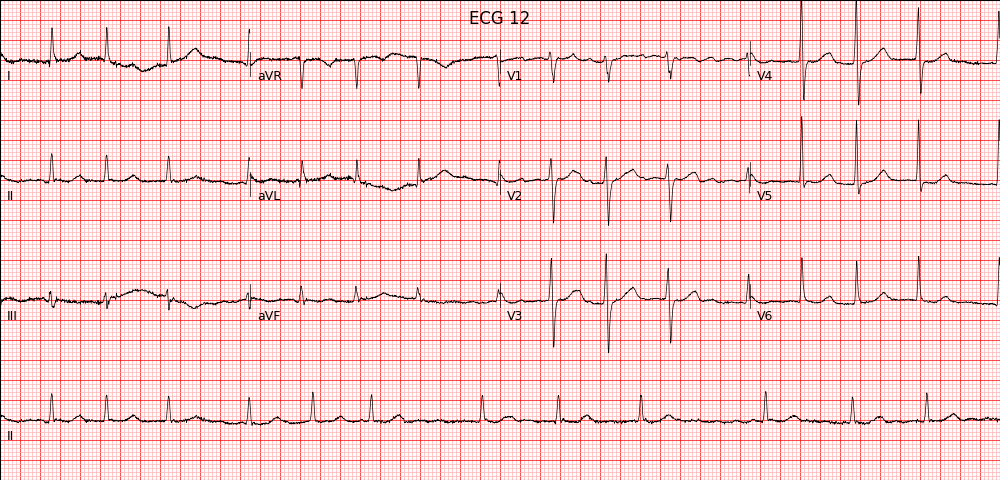 ECG 12
I aVR V1 V4
II aVL V2 V5
III aVF V3 V6
II